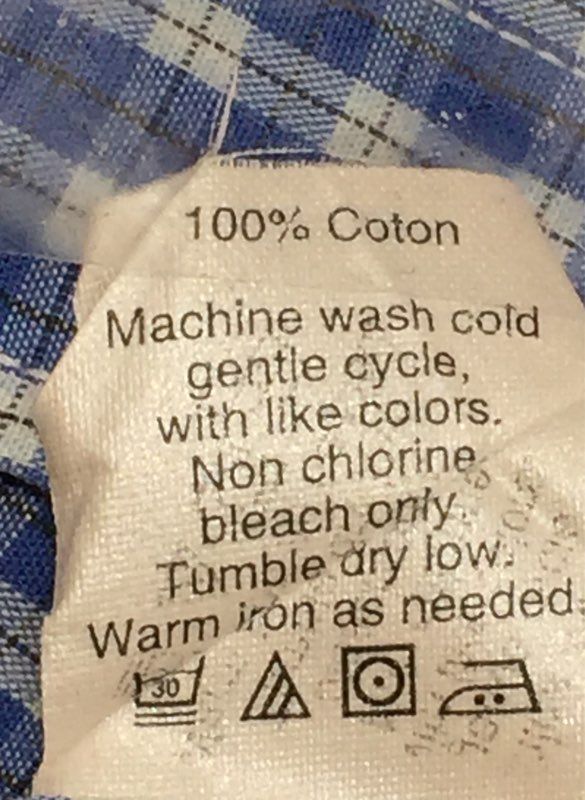 100% Coton
Machine wash cold
gentle cycle,
with like colors.
Non chlorine
bleach only.
Tumble dry low.
Warm iron as needed
30